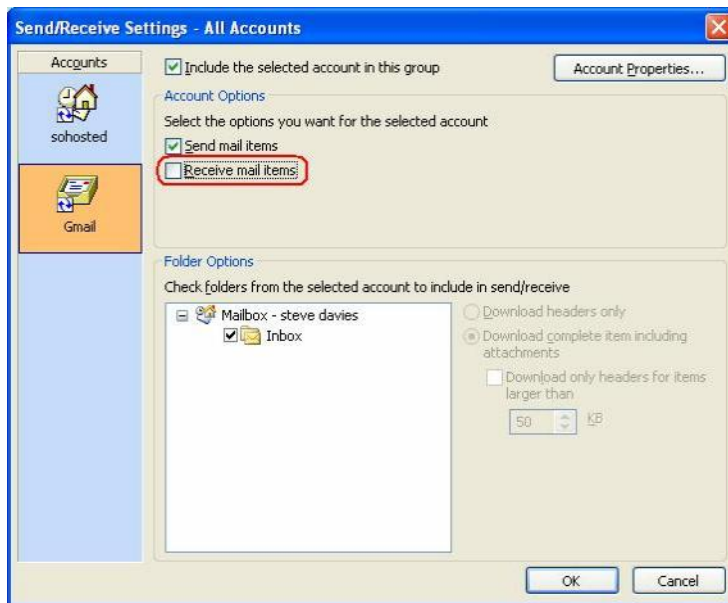 Send/Receive Settings - All Accounts
Accounts
sohosted
Gmail
Include the selected account in this group
Account Properties...
Account Options
Select the options you want for the selected account
Send mail items
Receive mail items
Folder Options
Check folders from the selected account to include in send/receive
Mailbox - steve davies
Inbox
Download headers only
Download complete item including
attachments
Download only headers for items
larger than
50 KB
OK Cancel